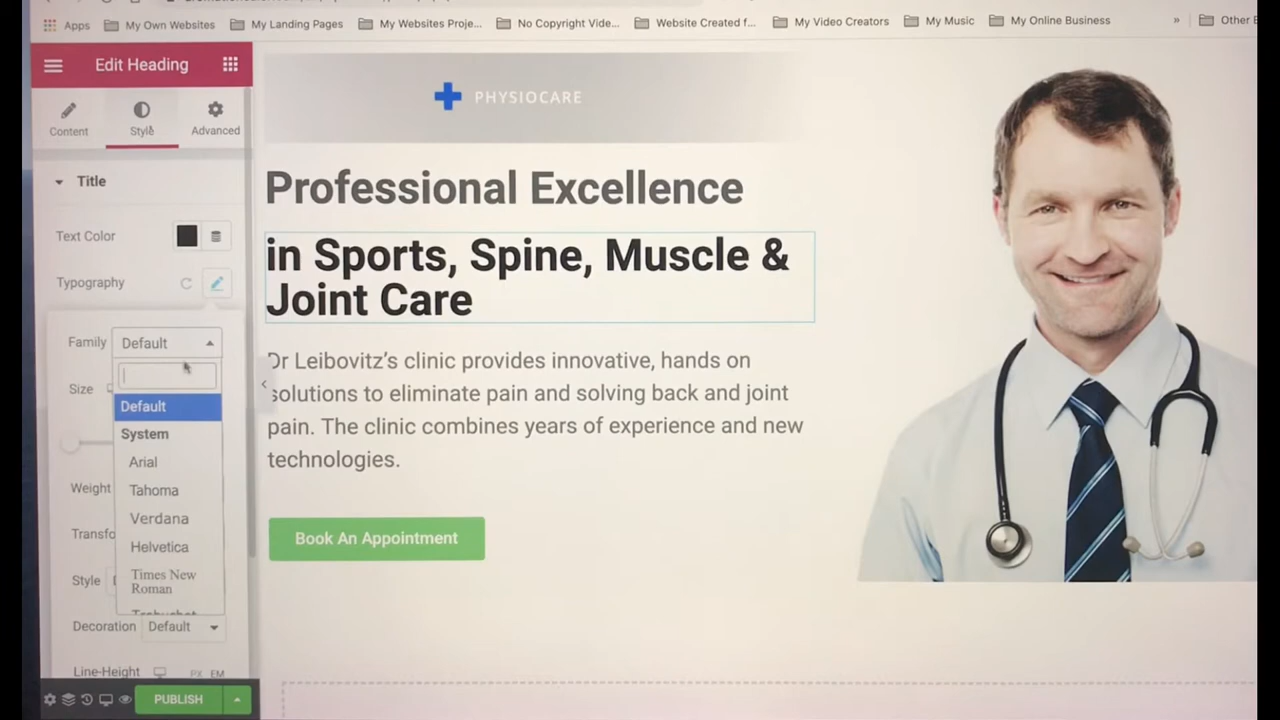 Apps My Own Websites My Landing Pages My Websites Proje... No Copyright Vide... Website Created f... My Video Creators My Music My Online Business » Other
Edit Heading
Content Style Advanced
Title
Text Color
Typography
Family Default
Size
Default
System
Arial
Tahoma
Verdana
Helvetica
Times New
Roman
Weight
Style
Decoration Default
Line-Height PX EM
PUBLISH
PHYSIOCARE
Professional Excellence
in Sports, Spine, Muscle &
Joint Care
Dr Leibovitz's clinic provides innovative, hands on
solutions to eliminate pain and solving back and joint
pain. The clinic combines years of experience and new
technologies.
Book An Appointment